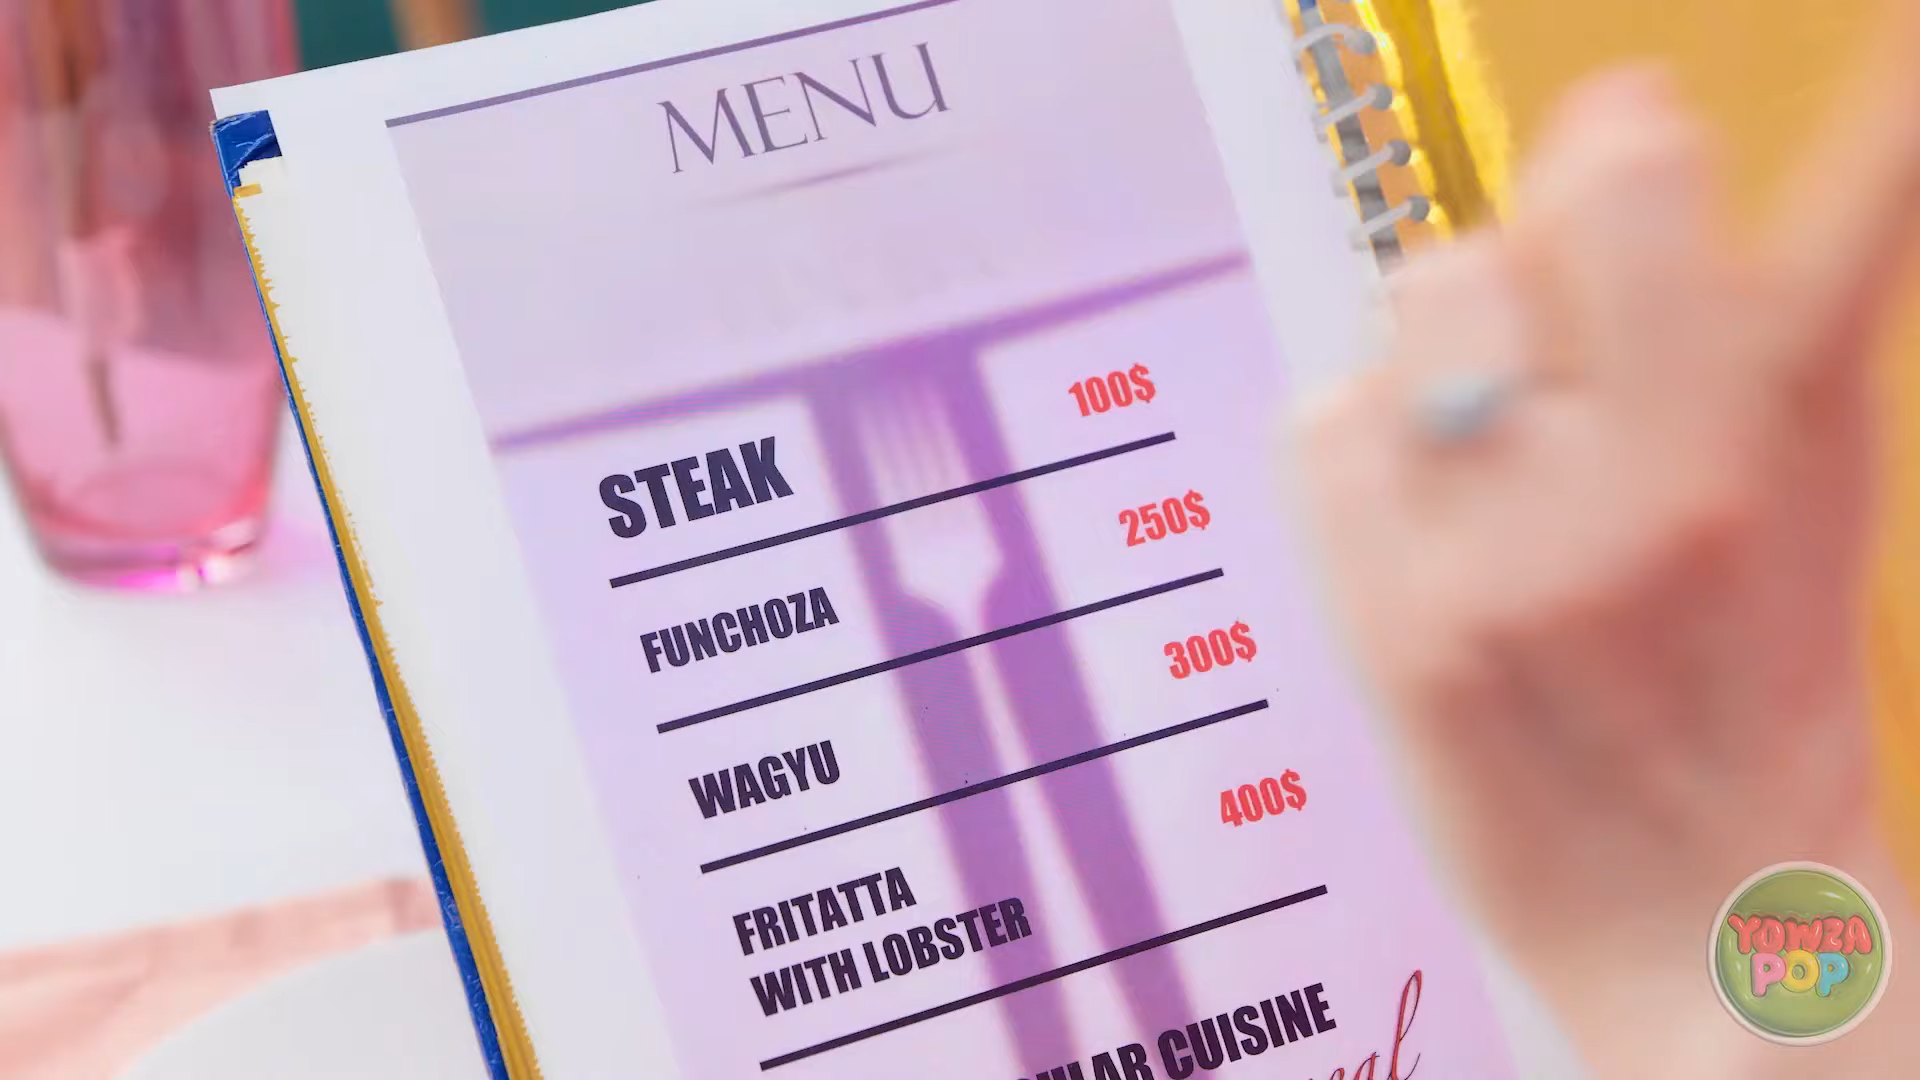 MENU
STEAK 100$
FUNCHOZA 250$
WAGYU 300$
FRITATTA 400$
WITH LOBSTER
CUISINE
YOWZA
POP